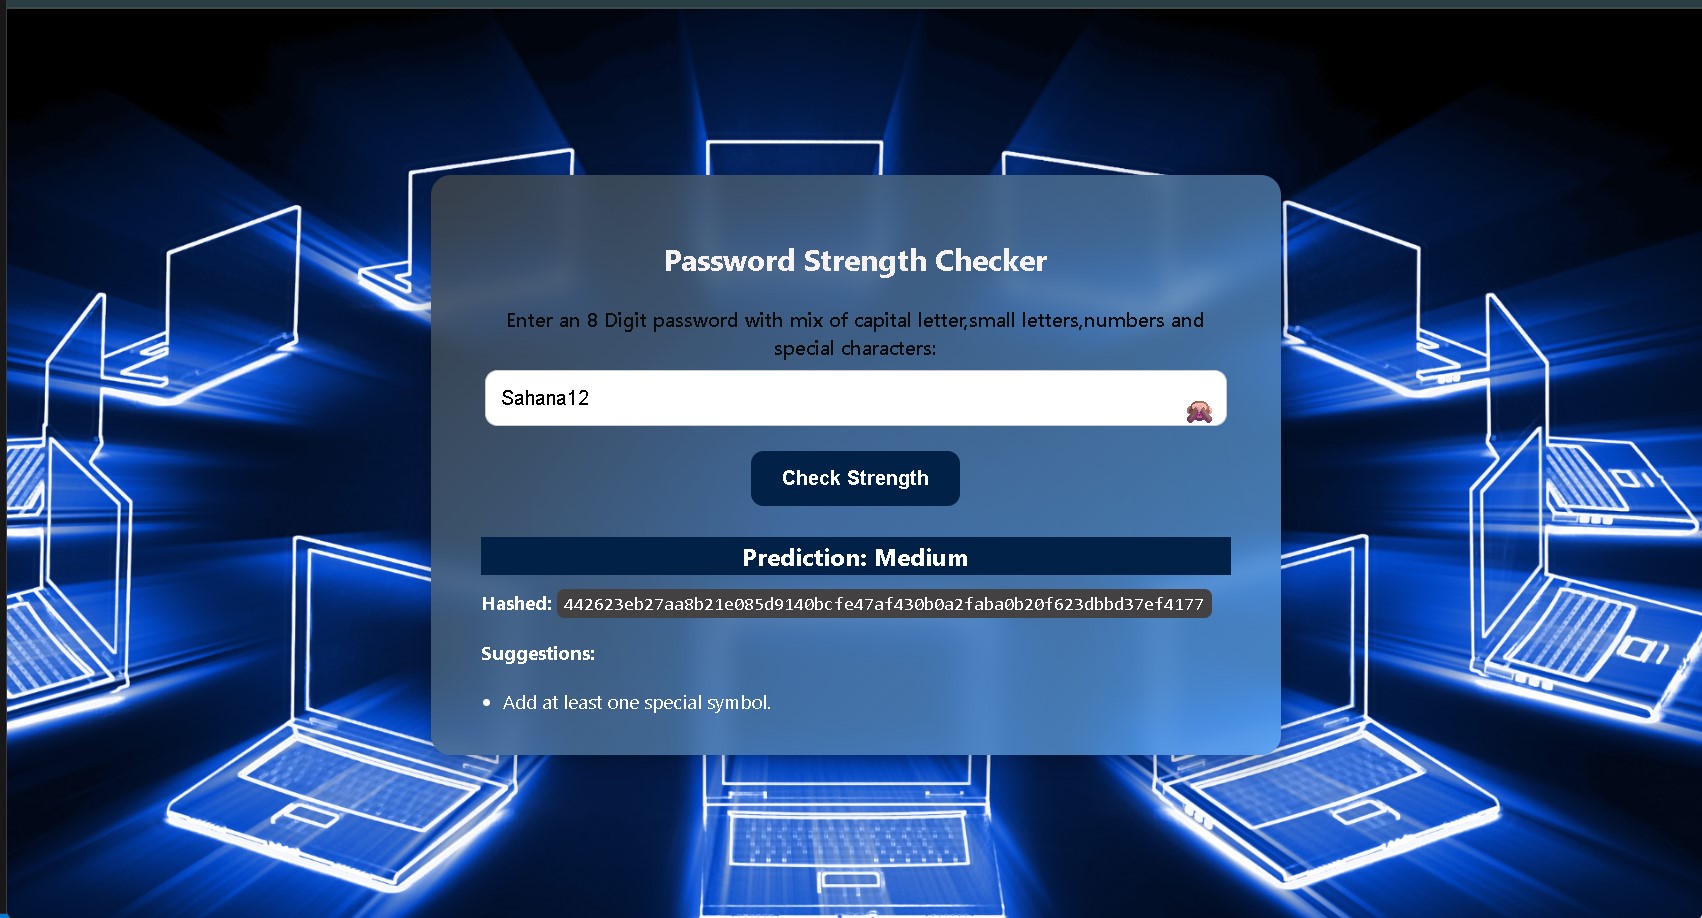 Password Strength Checker
Enter an 8 Digit password with mix of capital letter,small letters,numbers and
special characters:
Sahana12
Check Strength
Prediction: Medium
Hashed: 442623eb27aa8b21e085d9140bcfe47af430b0a2faba0b20f623dbbd37ef4177
Suggestions:
• Add at least one special symbol.